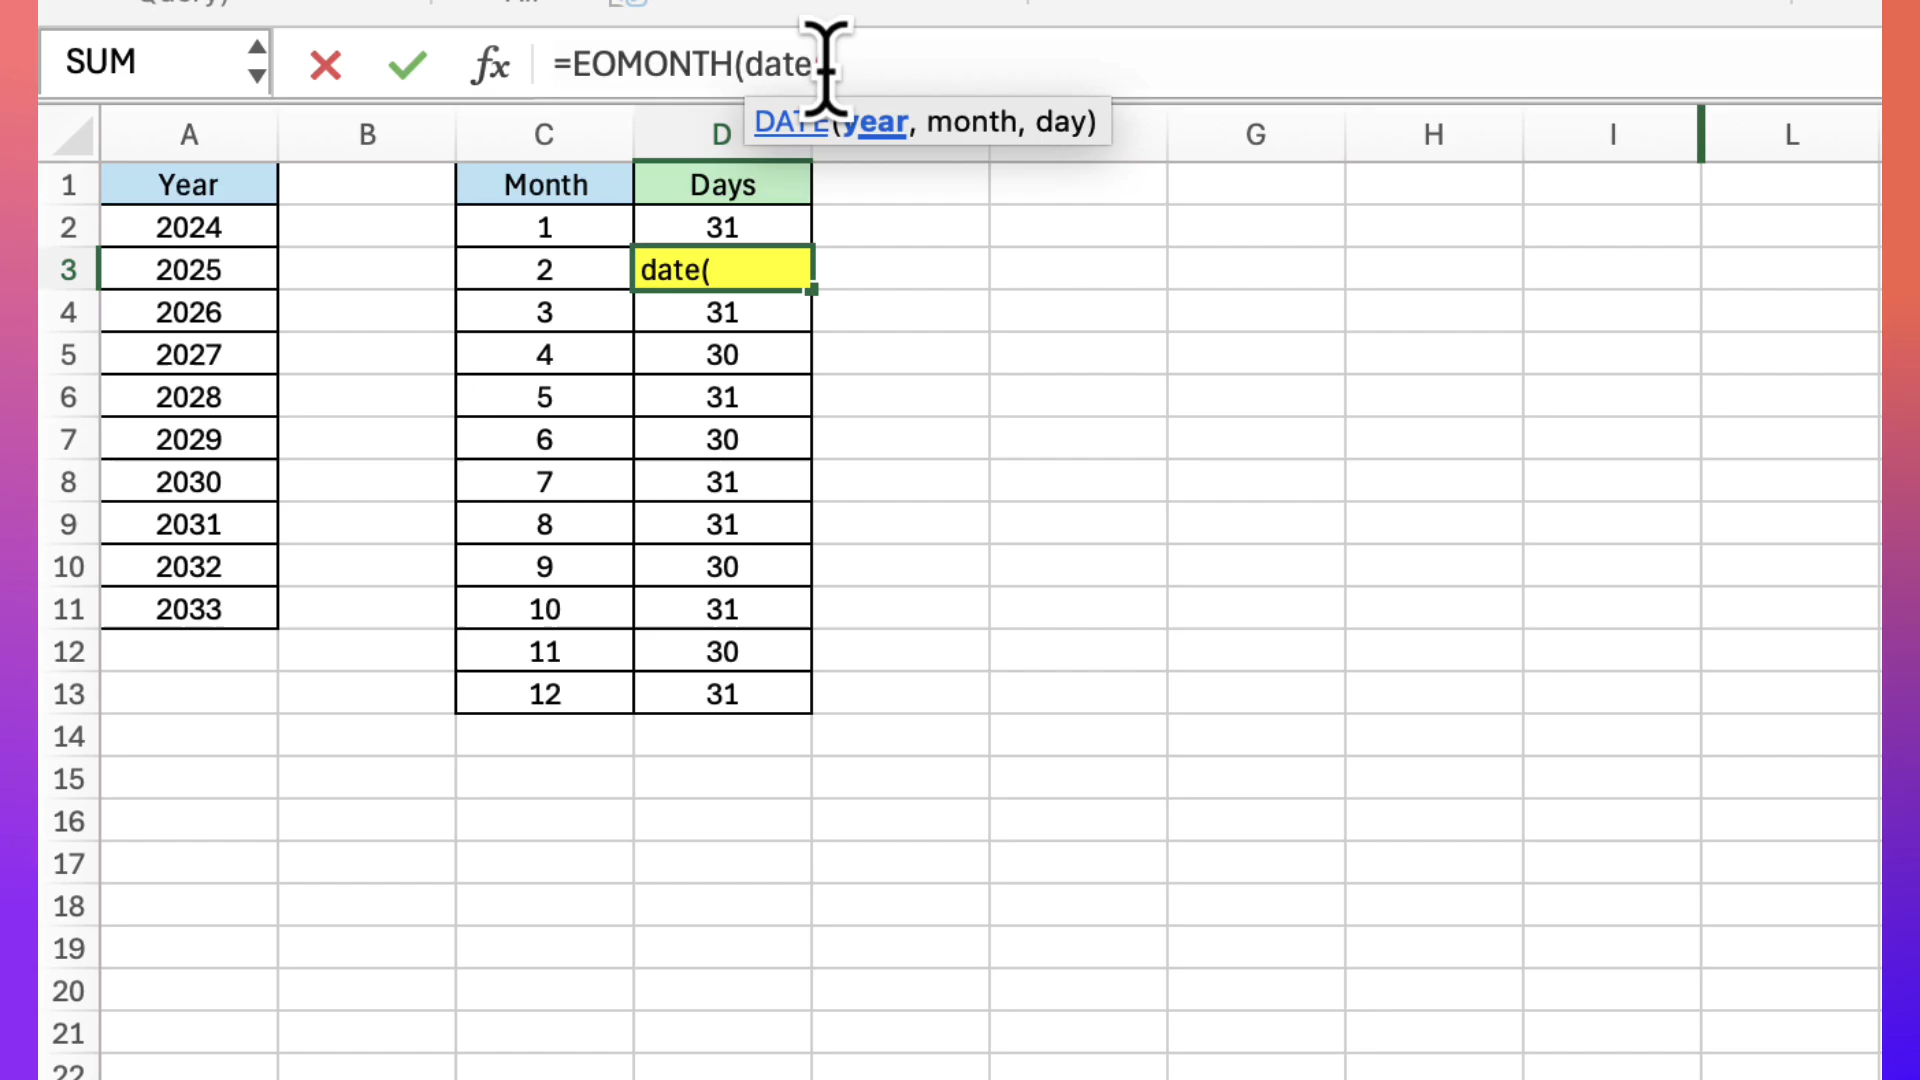 SUM fx =EOMONTH(date
DATE(year, month, day)
A B C D G H I L
1 Year Month Days
2 2024 1 31
3 2025 2 date(
4 2026 3 31
5 2027 4 30
6 2028 5 31
7 2029 6 30
8 2030 7 31
9 2031 8 31
10 2032 9 30
11 2033 10 31
12 11 30
13 12 31
14
15
16
17
18
19
20
21
22